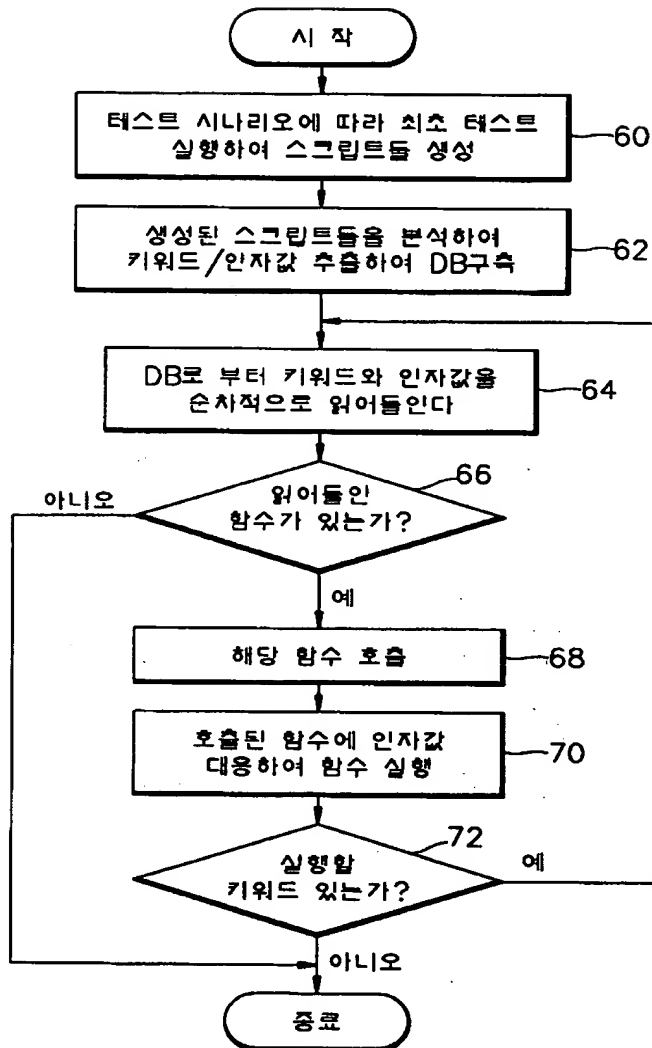 시 작
테스트 시나리오에 따라 최초 테스트
실행하여 스크립트들 생성
60
생성된 스크립트들을 분석하여
키워드/인자값 추출하여 DB구축
62
DB로 부터 키워드와 인자값을
순차적으로 읽어들인다
64
66
아니오
읽어들인
함수가 있는가?
예
해당 함수 호출
68
호출된 함수에 인자값
대응하여 함수 실행
70
72
실행할
키워드 있는가?
예
아니오
종료